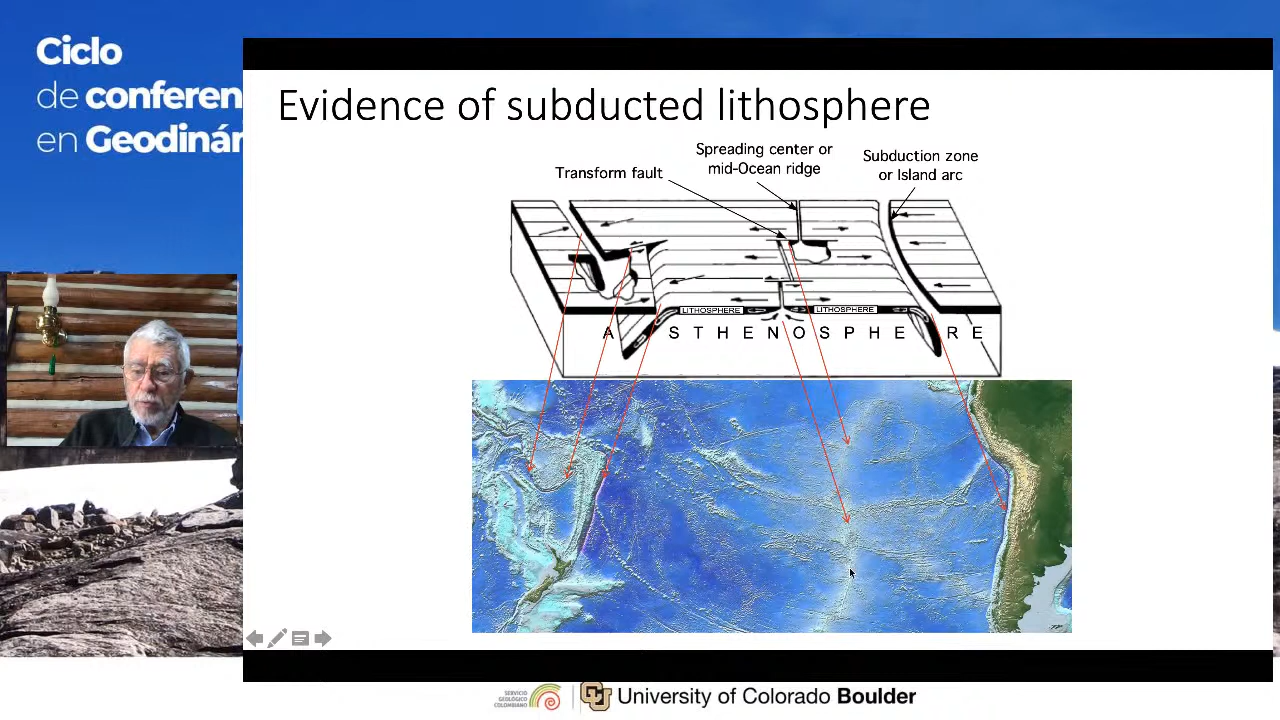 Ciclo
de conferen
en Geodinár
Evidence of subducted lithosphere
Transform fault
Spreading center or
mid-Ocean ridge
Subduction zone
or Island arc
LITHOSPHERE
LITHOSPHERE
A S T H E N O S P H E R E
SERVICIO
GEOLÓGICO
COLOMBIANO
CU
University of Colorado Boulder